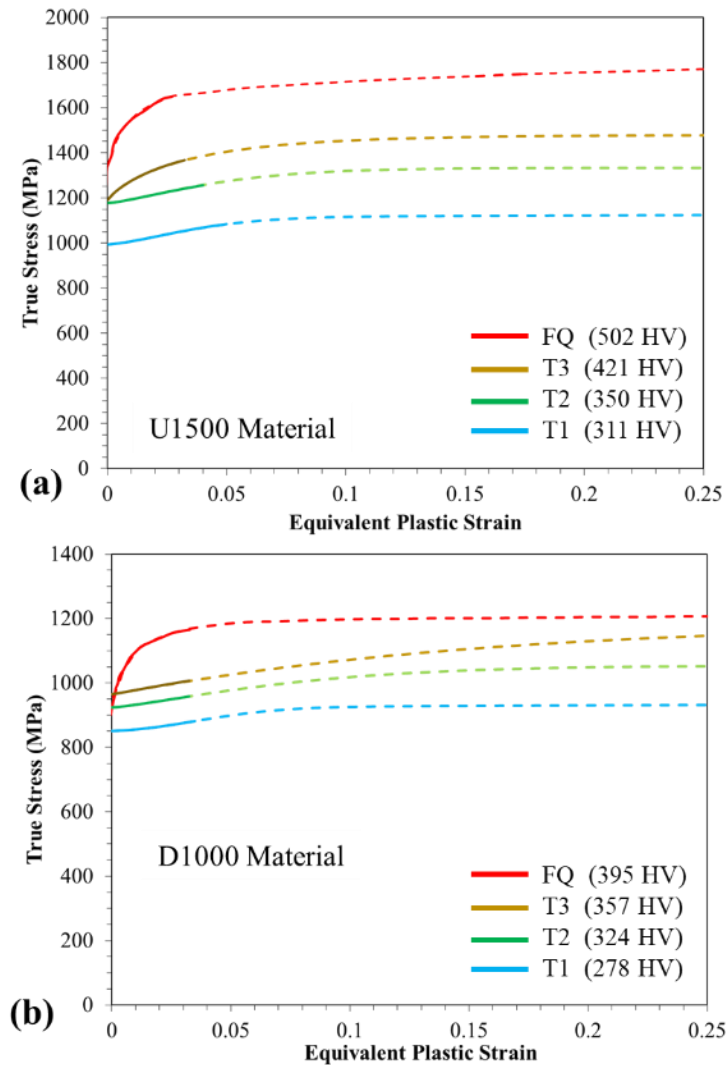 2000
1800
1600
1400
1200
1000
800
600
400
200
0
True Stress (MPa)
FQ (502 HV)
T3 (421 HV)
T2 (350 HV)
T1 (311 HV)
U1500 Material
0 0.05 0.1 0.15 0.2 0.25
(a)
Equivalent Plastic Strain
1400
1200
1000
800
600
400
200
0
True Stress (MPa)
D1000 Material
FQ (395 HV)
T3 (357 HV)
T2 (324 HV)
T1 (278 HV)
0 0.05 0.1 0.15 0.2 0.25
(b)
Equivalent Plastic Strain